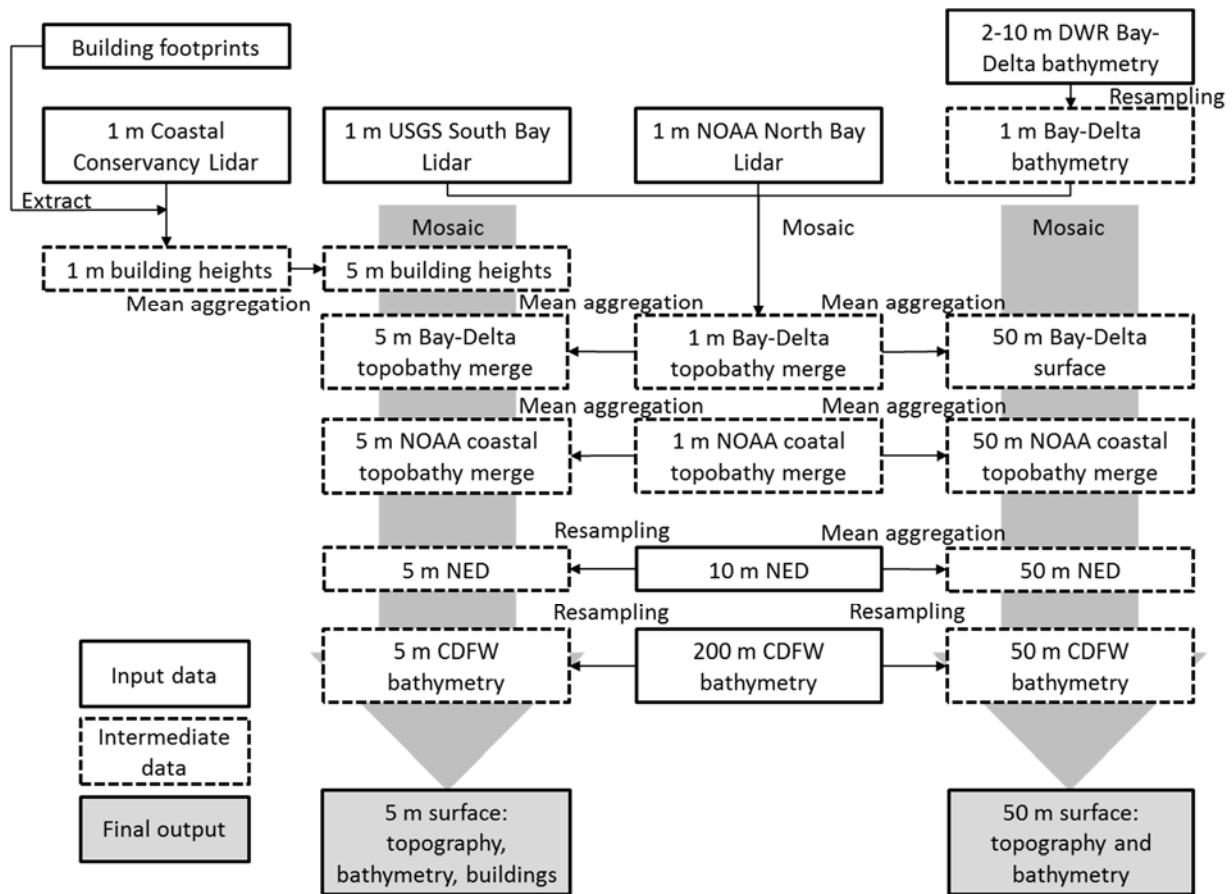 Building footprints
2-10 m DWR Bay-
Delta bathymetry
Resampling
1 m Coastal
Conservancy Lidar
1 m USGS South Bay
Lidar
1 m NOAA North Bay
Lidar
1 m Bay-Delta
bathymetry
Extract
Mosaic
Mosaic
Mosaic
1 m building heights
5 m building heights
Mean aggregation
Mean aggregation
Mean aggregation
5 m Bay-Delta
topobathy merge
1 m Bay-Delta
topobathy merge
50 m Bay-Delta
surface
Mean aggregation
Mean aggregation
5 m NOAA coastal
topobathy merge
1 m NOAA coatal
topobathy merge
50 m NOAA coastal
topobathy merge
Resampling
Mean aggregation
5 m NED
10 m NED
50 m NED
Resampling
Resampling
5 m CDFW
bathymetry
200 m CDFW
bathymetry
50 m CDFW
bathymetry
Input data
Intermediate
data
Final output
5 m surface:
topography,
bathymetry, buildings
50 m surface:
topography and
bathymetry